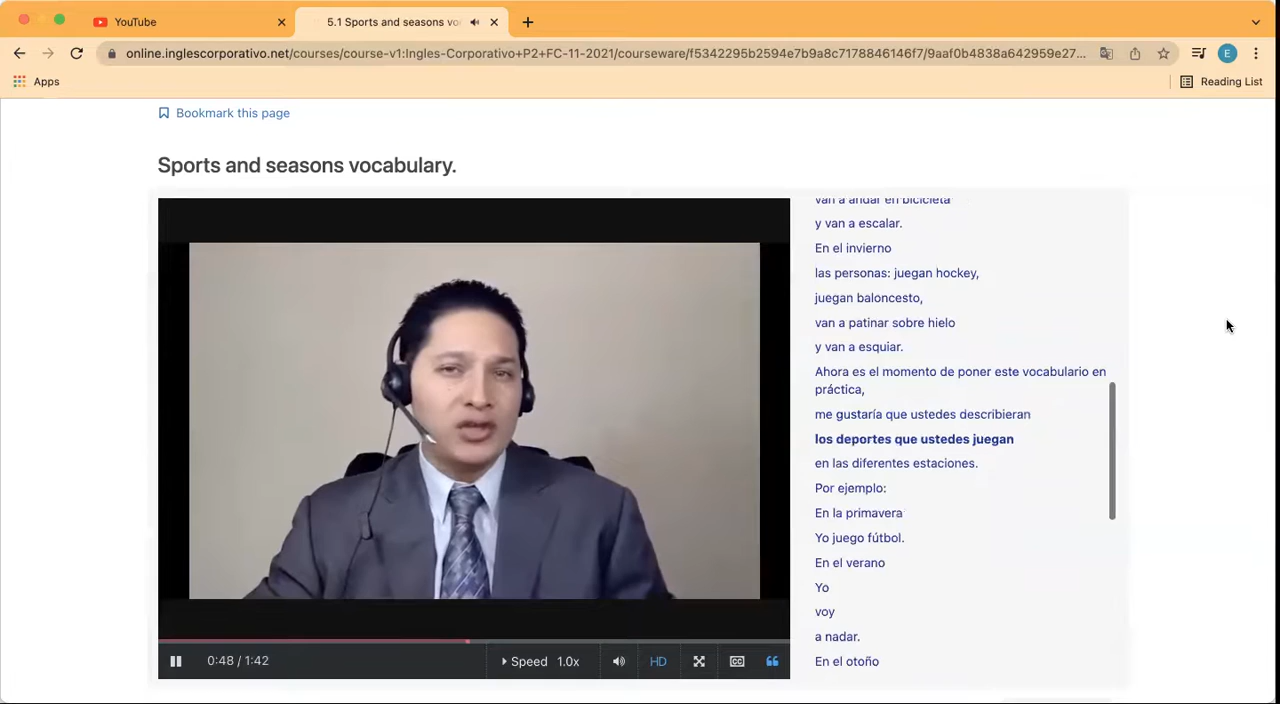 YouTube
5.1 Sports and seasons vo
online.inglescorporativo.net/courses/course-v1:Ingles-Corporativo+P2+FC-11-2021/courseware/f5342295b2594e7b9a8c7178846146f7/9aaf0b4838a642959e27...
E
Apps
Reading List
Bookmark this page
Sports and seasons vocabulary.
van a andar en bicicleta
y van a escalar.
En el invierno
las personas: juegan hockey,
juegan baloncesto,
van a patinar sobre hielo
y van a esquiar.
Ahora es el momento de poner este vocabulario en
práctica,
me gustaría que ustedes describieran
los deportes que ustedes juegan
en las diferentes estaciones.
Por ejemplo:
En la primavera
Yo juego fútbol.
En el verano
Yo
voy
a nadar.
En el otoño
0:48 / 1:42
Speed 1.0x
HD
CC